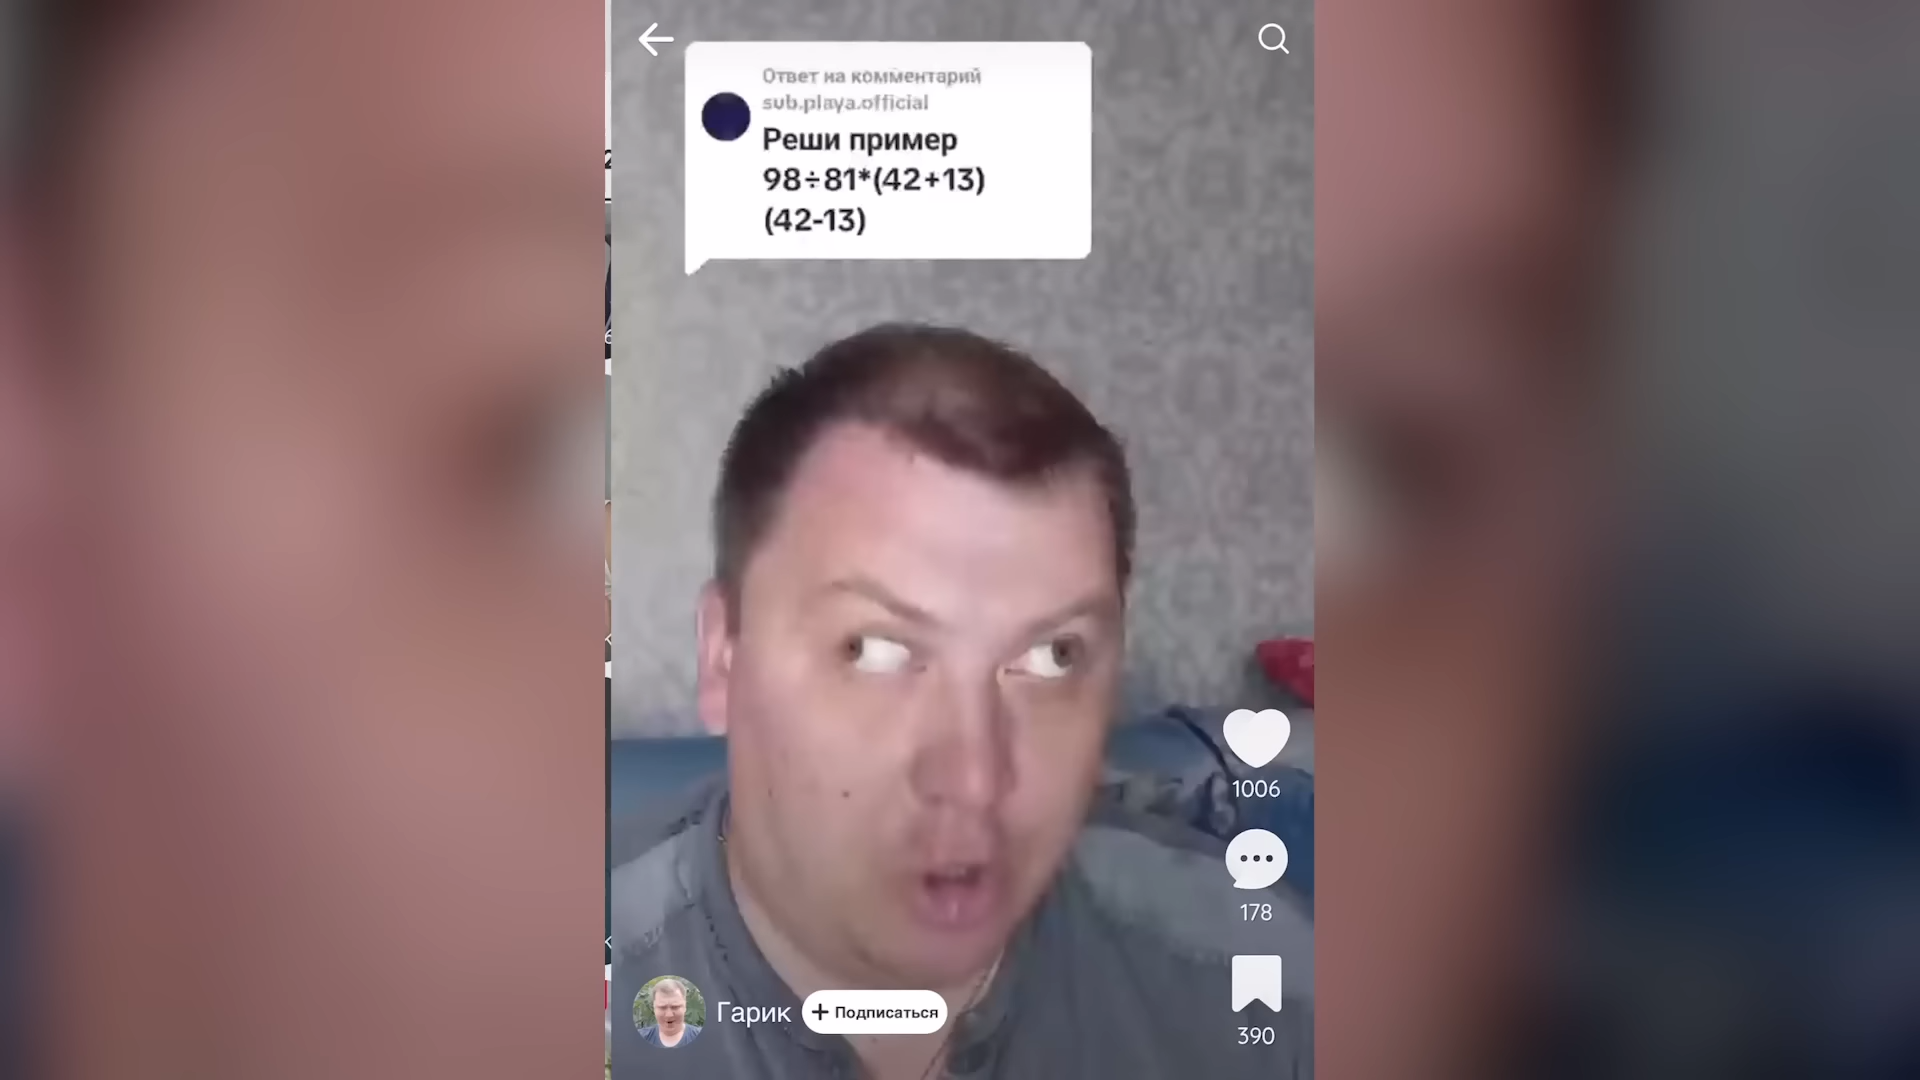 Ответ на комментарий
sub.playa.official
Реши пример
98÷81*(42+13)
(42-13)
1006
178
390
Гарик
+ Подписаться